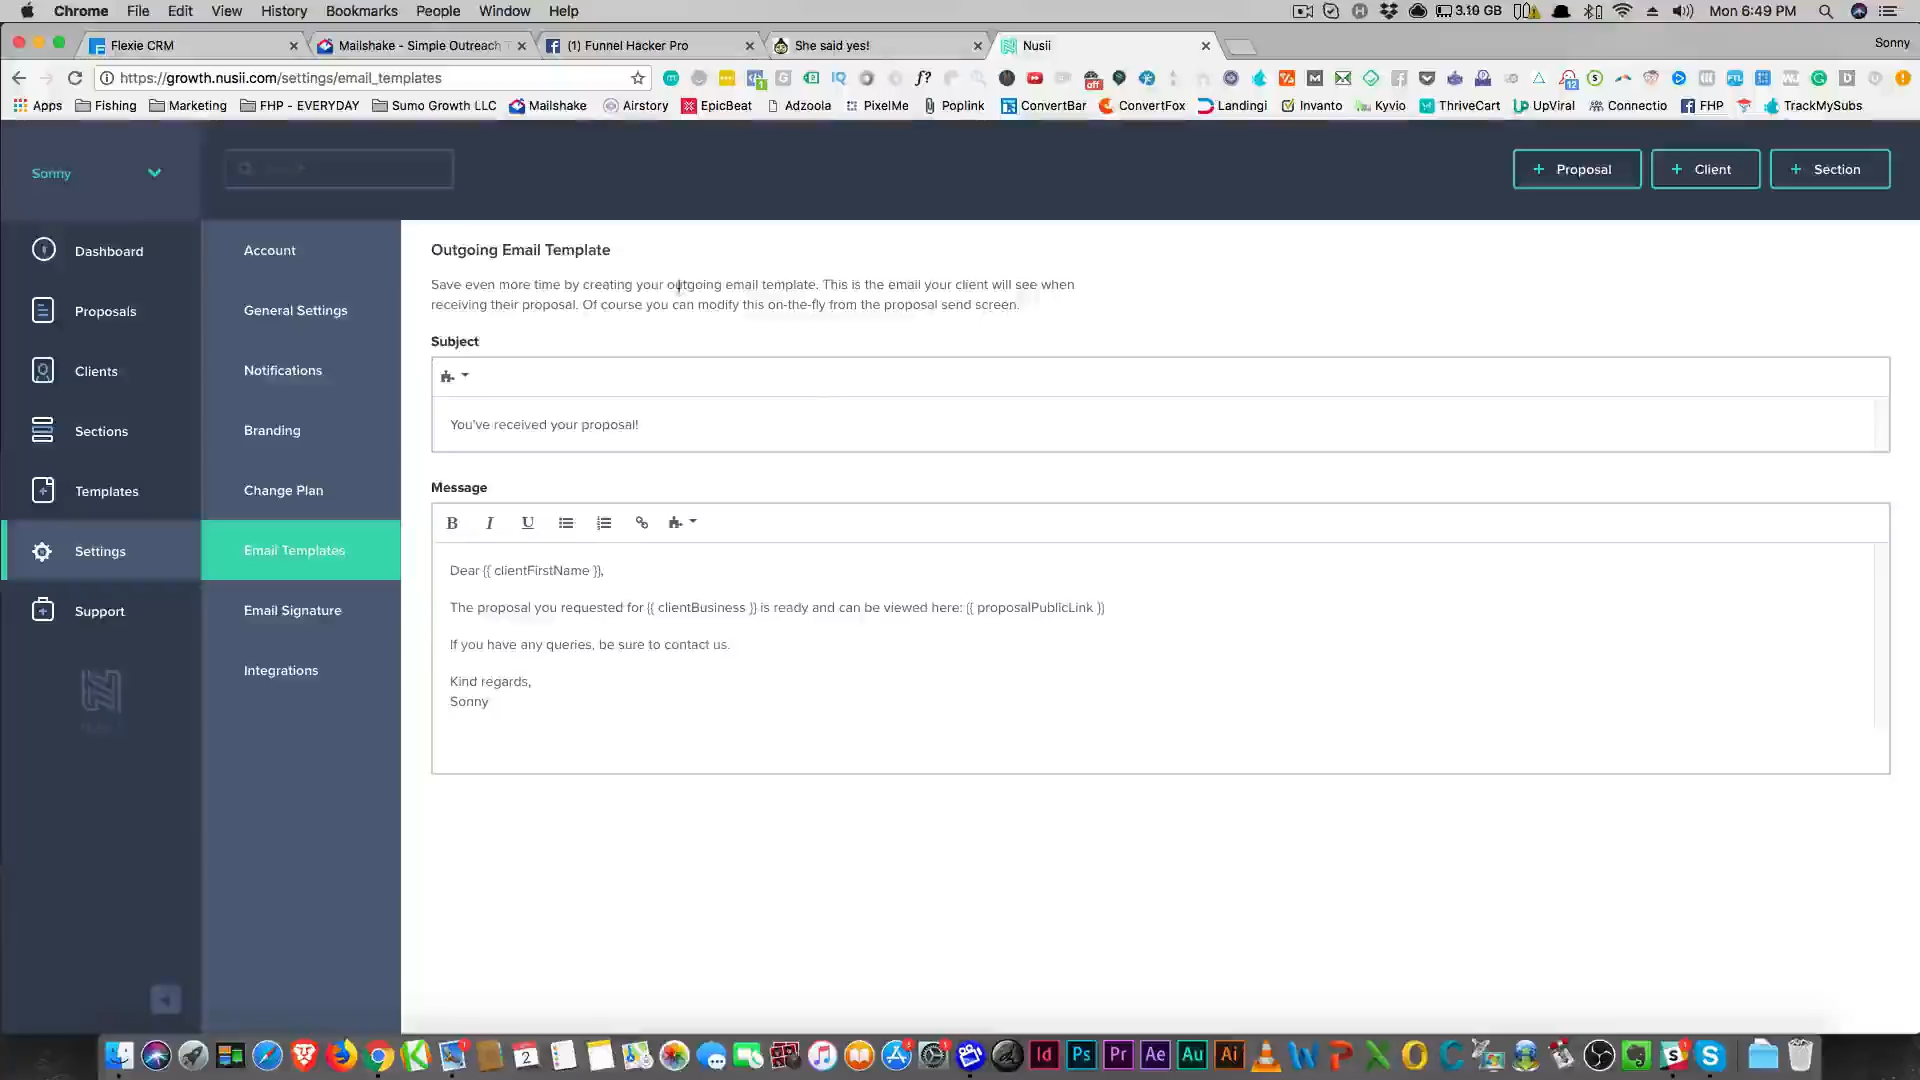 Chrome File Edit View History Bookmarks People Window Help
3.19 GB Mon 6:49 PM
Flexie CRM
Mailshake - Simple Outreach T
(1) Funnel Hacker Pro
She said yes!
Nusii
Sonny
https://growth.nusii.com/settings/email_templates
Apps Fishing Marketing FHP - EVERYDAY Sumo Growth LLC Mailshake Airstory EpicBeat Adzoola PixelMe Poplink ConvertBar ConvertFox Landingi Invanto Kyvio ThriveCart UpViral Connectio FHP TrackMySubs
Sonny
+ Proposal
+ Client
+ Section
Dashboard
Proposals
Clients
Sections
Templates
Settings
Support
Account
General Settings
Notifications
Branding
Change Plan
Email Templates
Email Signature
Integrations
Outgoing Email Template
Save even more time by creating your outgoing email template. This is the email your client will see when
receiving their proposal. Of course you can modify this on-the-fly from the proposal send screen.
Subject
You've received your proposal!
Message
B I U
Dear {{ clientFirstName }},
The proposal you requested for {{ clientBusiness }} is ready and can be viewed here: {{ proposalPublicLink }}
If you have any queries, be sure to contact us.
Kind regards,
Sonny
2 Id Ps Pr Ae Au Ai